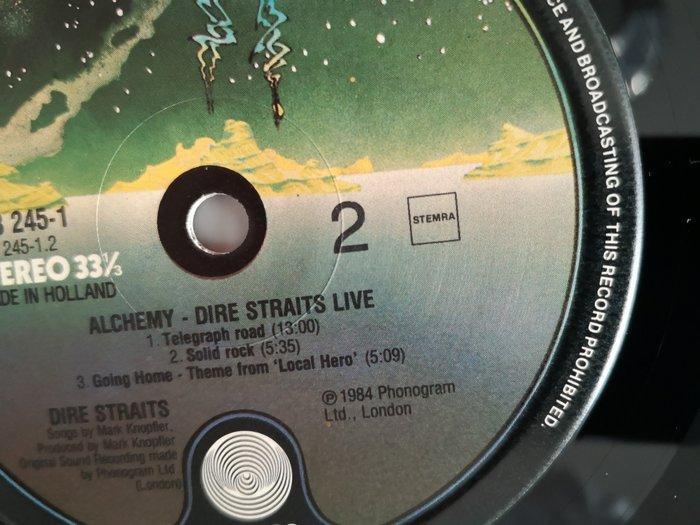 245-1
245-1.2
STEREO 33⅓
MADE IN HOLLAND
2
STEMRA
ALCHEMY - DIRE STRAITS LIVE
1. Telegraph road (13:00)
2. Solid rock (5:35)
3. Going Home - Theme from ‘Local Hero’ (5:09)
DIRE STRAITS
Songs by Mark Knopfler.
Produced by Mark Knopfler
Original Sound Recording made
by Phonogram Ltd
(London)
℗ 1984 Phonogram
Ltd., London
CE AND BROADCASTING OF THIS RECORD PROHIBITED.